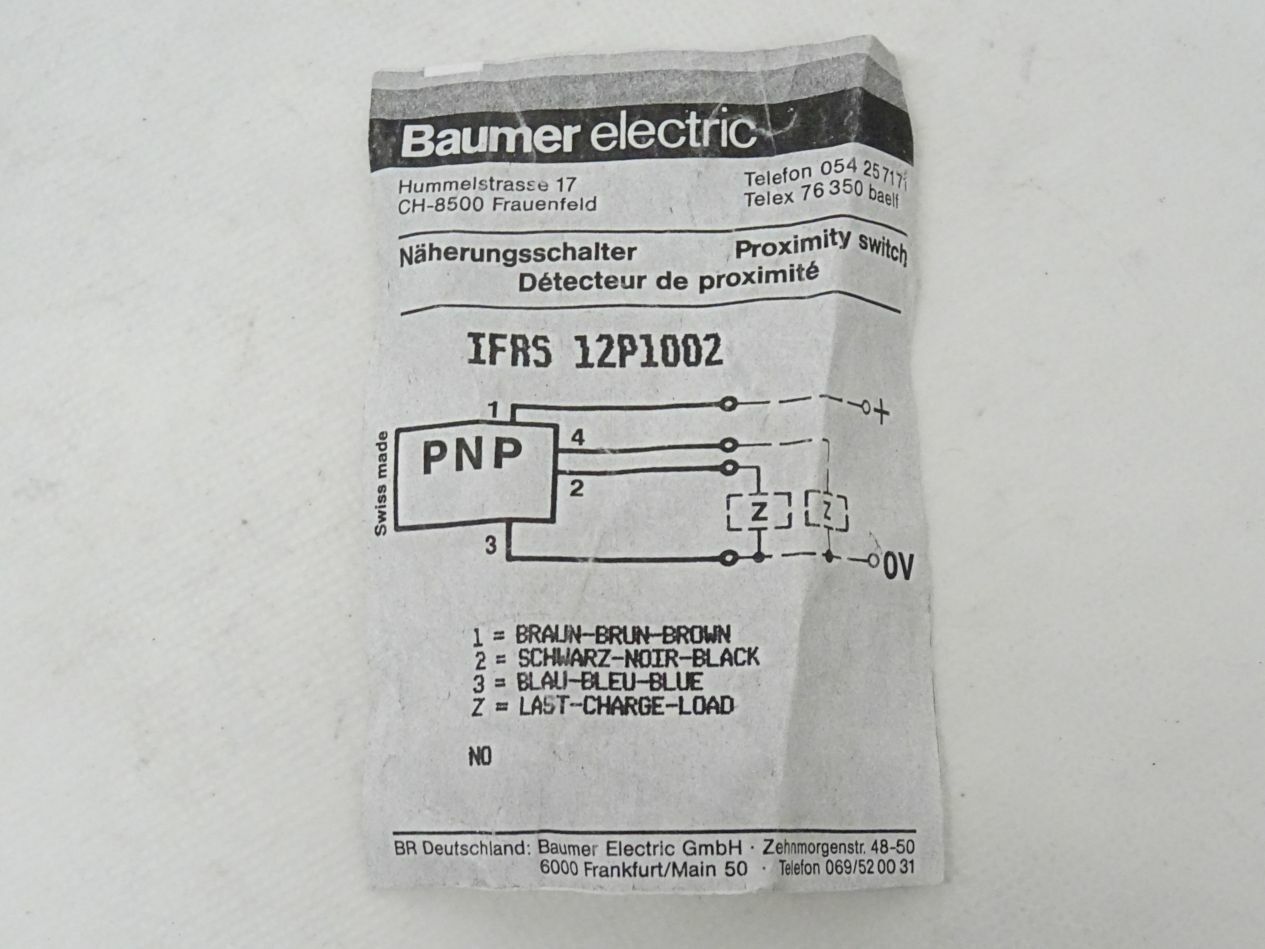 Baumer electric
Hummelstrasse 17
CH-8500 Frauenfeld
Telefon 054 257171
Telex 76 350 baelf
Näherungsschalter
Proximity switch
Détecteur de proximité
IFRS 12P1002
1
+
PNP
4
2
Swiss made
Z
Z
3
0V
1 = BRAUN-BRUN-BROWN
2 = SCHWARZ-NOIR-BLACK
3 = BLAU-BLEU-BLUE
Z = LAST-CHARGE-LOAD
NO
BR Deutschland: Baumer Electric GmbH · Zehnmorgenstr. 48-50
6000 Frankfurt/Main 50 · Telefon 069/52 00 31